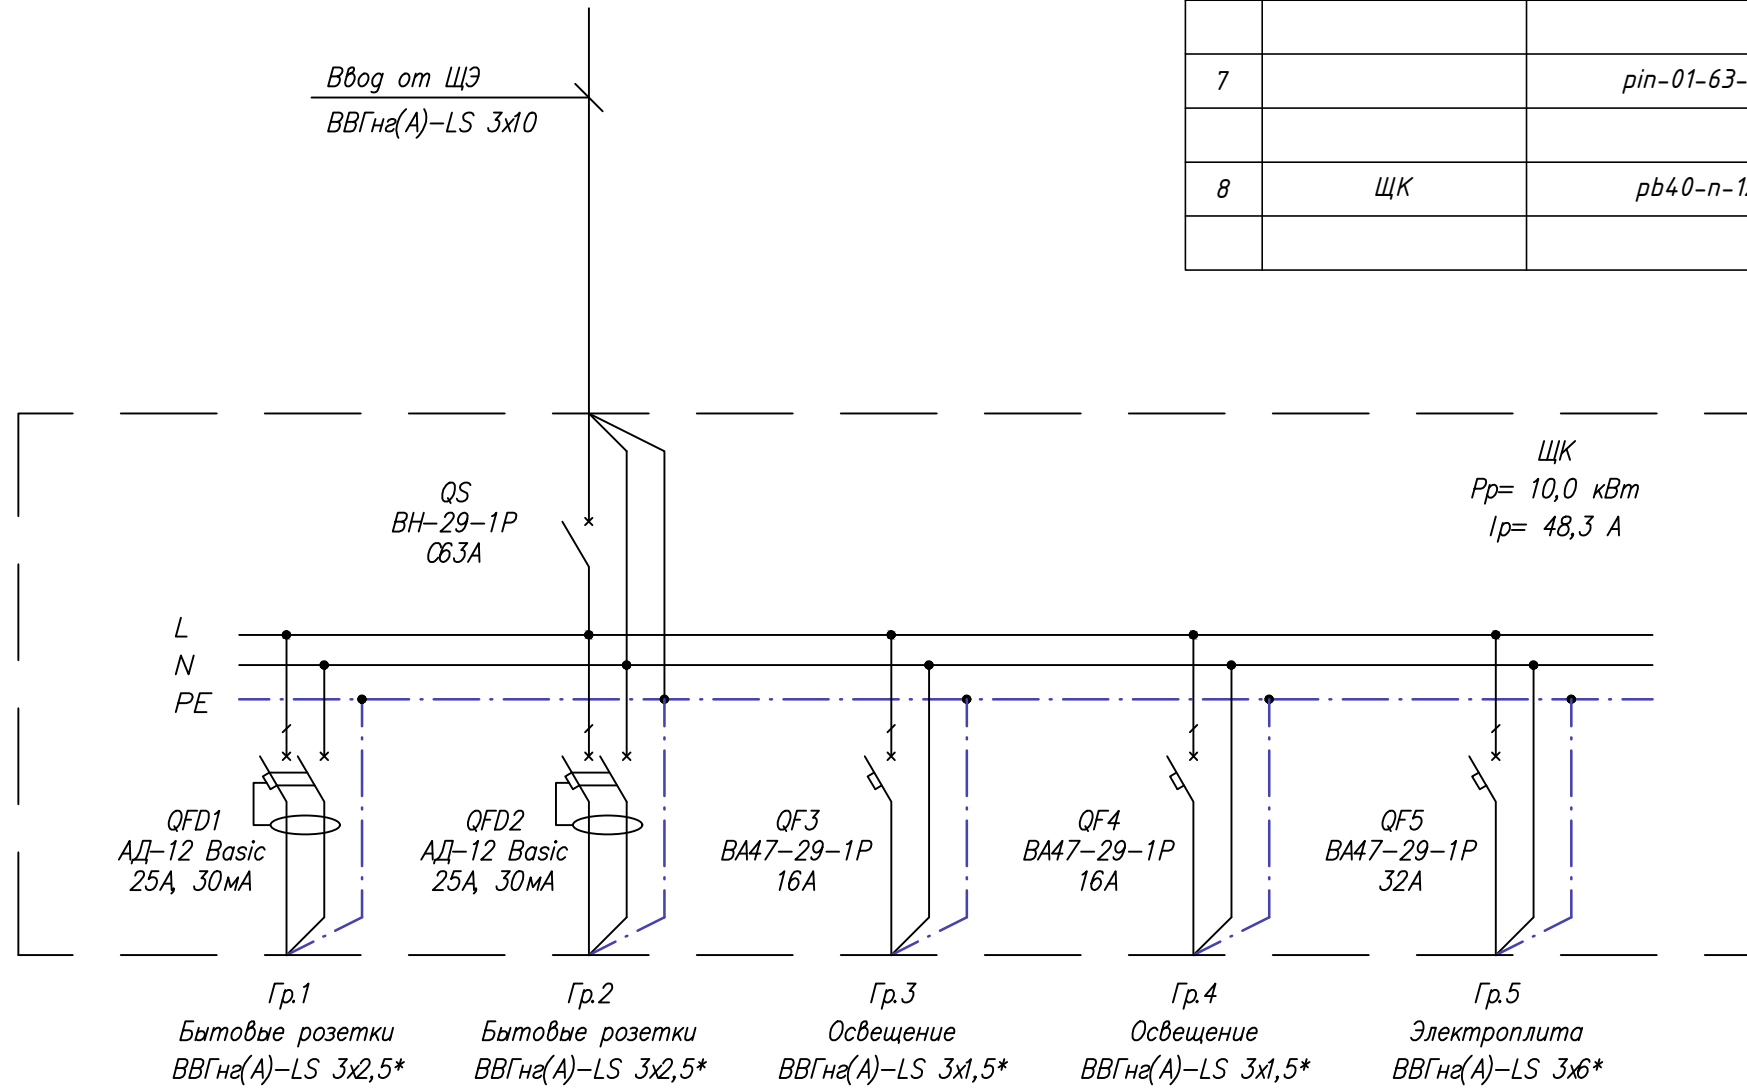 Ввод от ЩЭ
ВВГнг(А)-LS 3х10
7 pin-01-63-
8 ЩК pb40-n-1
ЩК
Рр= 10,0 кВт
Iр= 48,3 А
QS
ВН-29-1Р
С63А
L
N
PE
QFD1
АД-12 Basic
25А, 30мА
QFD2
АД-12 Basic
25А, 30мА
QF3
ВА47-29-1Р
16А
QF4
ВА47-29-1Р
16А
QF5
ВА47-29-1Р
32А
Гр.1
Бытовые розетки
ВВГнг(А)-LS 3х2,5*
Гр.2
Бытовые розетки
ВВГнг(А)-LS 3х2,5*
Гр.3
Освещение
ВВГнг(А)-LS 3х1,5*
Гр.4
Освещение
ВВГнг(А)-LS 3х1,5*
Гр.5
Электроплита
ВВГнг(А)-LS 3х6*